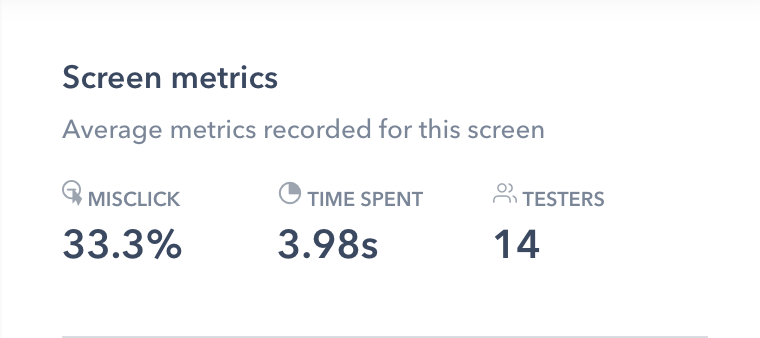 Screen metrics
Average metrics recorded for this screen
MISCLICK TIME SPENT TESTERS
33.3% 3.98s 14